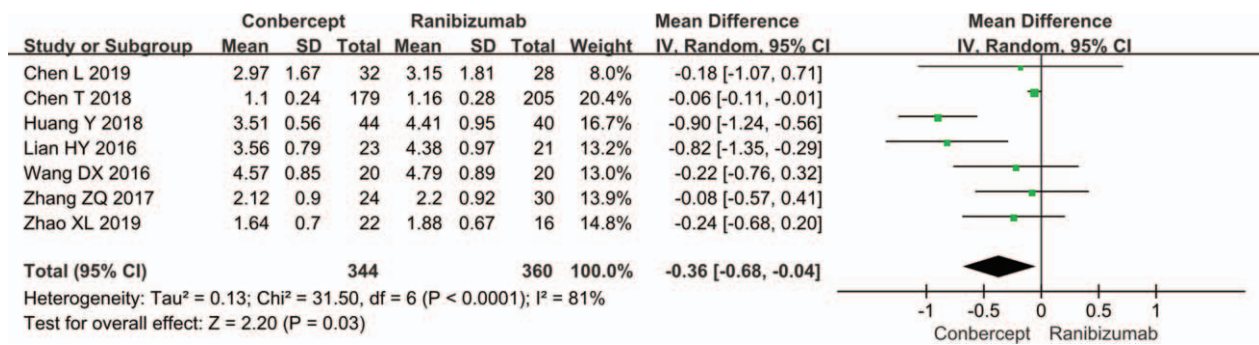 Conbercept Ranibizumab Mean Difference Mean Difference
Study or Subgroup Mean SD Total Mean SD Total Weight IV, Random, 95% CI IV, Random, 95% CI
Chen L 2019 2.97 1.67 32 3.15 1.81 28 8.0% -0.18 [-1.07, 0.71]
Chen T 2018 1.1 0.24 179 1.16 0.28 205 20.4% -0.06 [-0.11, -0.01]
Huang Y 2018 3.51 0.56 44 4.41 0.95 40 16.7% -0.90 [-1.24, -0.56]
Lian HY 2016 3.56 0.79 23 4.38 0.97 21 13.2% -0.82 [-1.35, -0.29]
Wang DX 2016 4.57 0.85 20 4.79 0.89 20 13.0% -0.22 [-0.76, 0.32]
Zhang ZQ 2017 2.12 0.9 24 2.2 0.92 30 13.9% -0.08 [-0.57, 0.41]
Zhao XL 2019 1.64 0.7 22 1.88 0.67 16 14.8% -0.24 [-0.68, 0.20]
Total (95% CI) 344 360 100.0% -0.36 [-0.68, -0.04]
Heterogeneity: Tau² = 0.13; Chi² = 31.50, df = 6 (P < 0.0001); I² = 81%
Test for overall effect: Z = 2.20 (P = 0.03)
-1 -0.5 0 0.5 1
Conbercept Ranibizumab